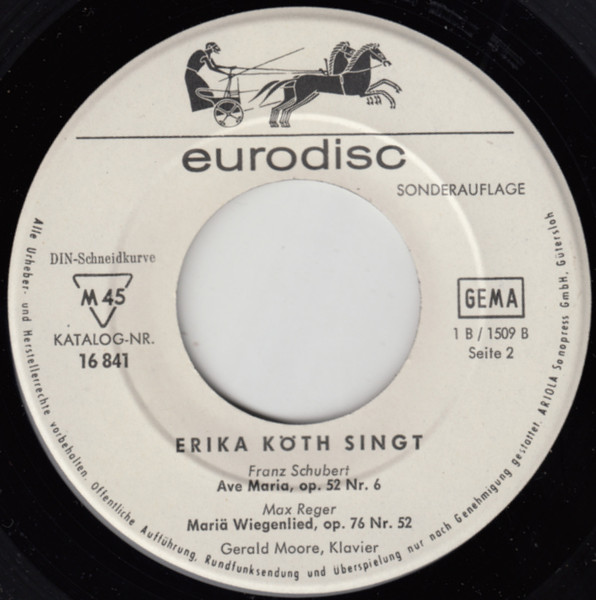 eurodisc
SONDERAUFLAGE
DIN-Schneidkurve
M 45
KATALOG-NR.
16 841
GEMA
1 B / 1509 B
Seite 2
ERIKA KÖTH SINGT
Franz Schubert
Ave Maria, op. 52 Nr. 6
Max Reger
Mariä Wiegenlied, op. 76 Nr. 52
Gerald Moore, Klavier
Alle Urheber- und Herstellerrechte vorbehalten. Öffentliche Aufführung, Rundfunksendung und Überspielung nur nach Genehmigung gestattet. ARIOLA Sonopress GmbH, Gütersloh